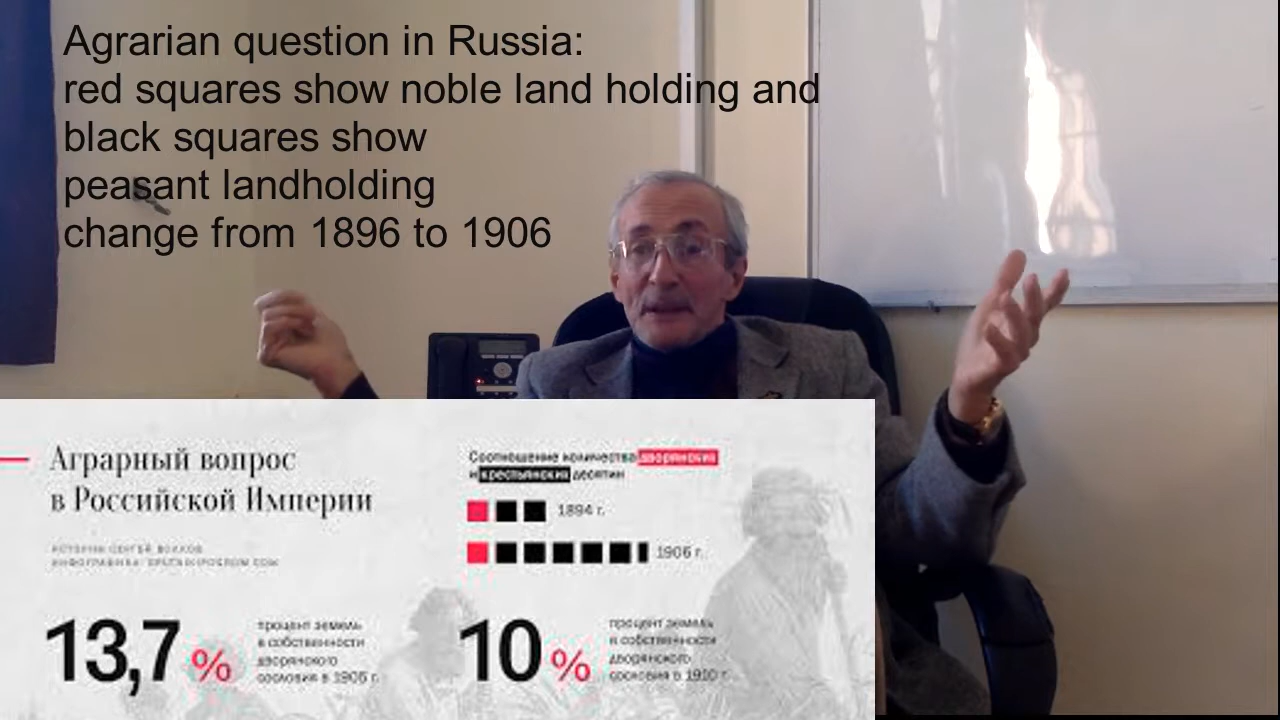 Agrarian question in Russia:
red squares show noble land holding and
black squares show
peasant landholding
change from 1896 to 1906
Аграрный вопрос
в Российской Империи
Соотношение количества дворянских
и крестьянских десятин
1894 г.
1906 г.
13,7 %
процент земель
в собственности
дворянского
сословия в 1905 г.
10 %
процент земель
в собственности
дворянского
сословия в 1910 г.